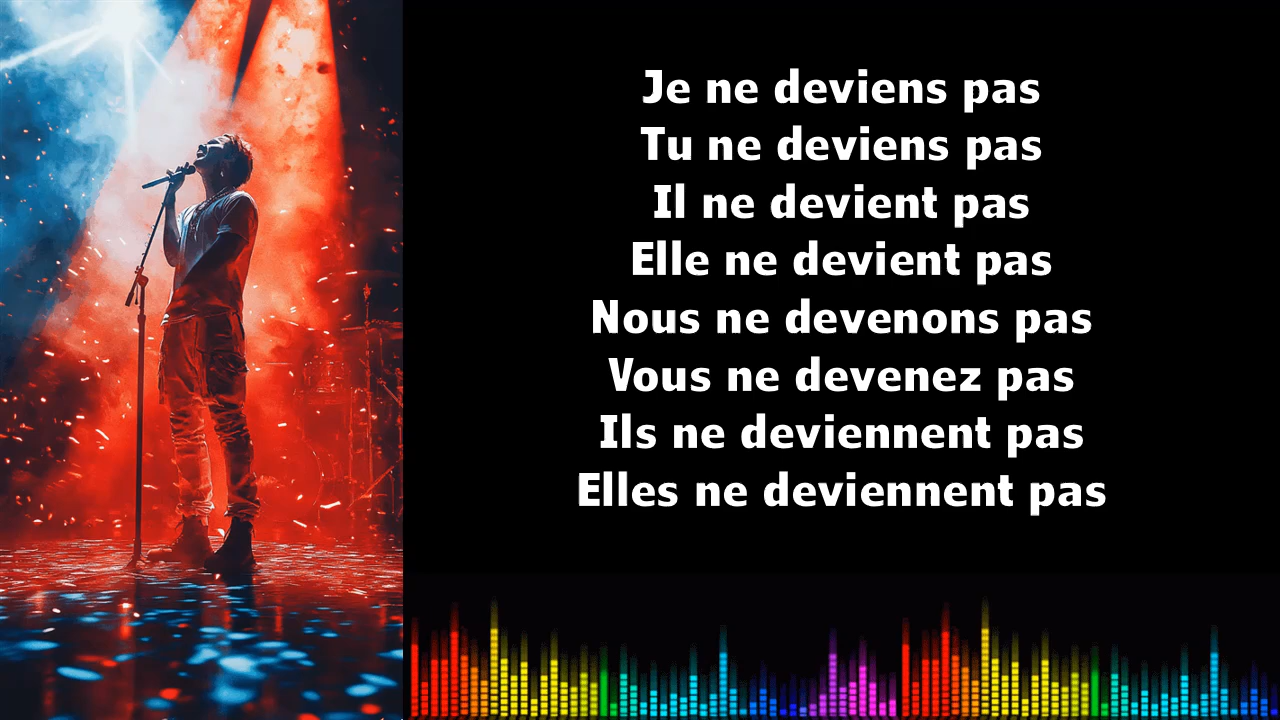 Je ne deviens pas
Tu ne deviens pas
Il ne devient pas
Elle ne devient pas
Nous ne devenons pas
Vous ne devenez pas
Ils ne deviennent pas
Elles ne deviennent pas